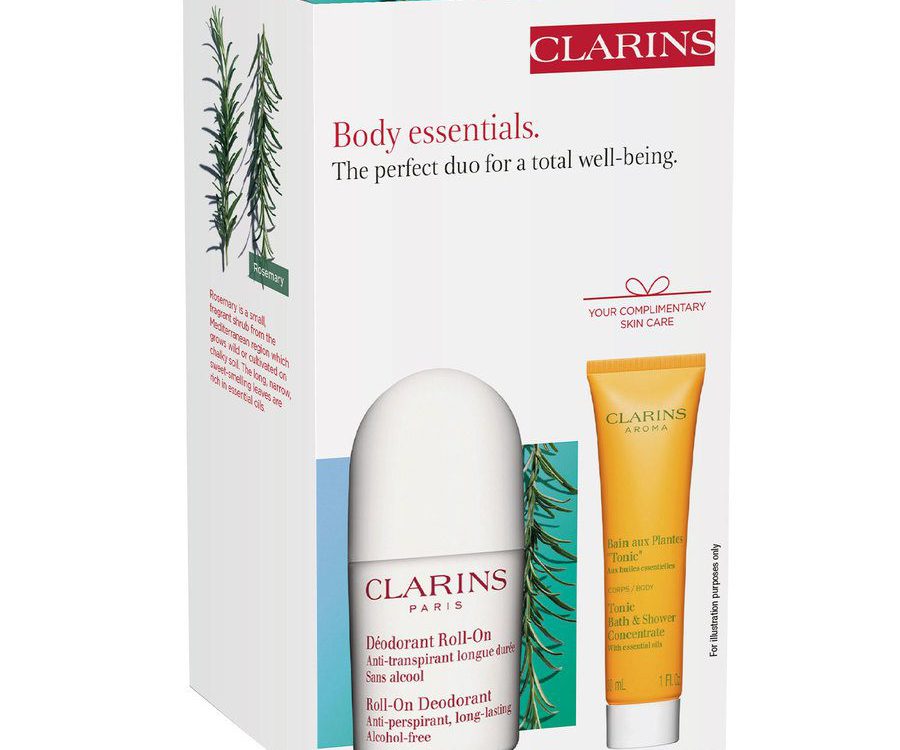 CLARINS
Body essentials.
The perfect duo for a total well-being.
Rosemary
Rosemary is a small,
fragrant shrub from the
Mediterranean region which
grows wild or cultivated on
chalky soil. The long, narrow,
sweet-smelling leaves are
rich in essential oils.
YOUR COMPLIMENTARY
SKIN CARE
CLARINS
PARIS
Déodorant Roll-On
Anti-transpirant longue durée
Sans alcool
Roll-On Deodorant
Anti-perspirant, long-lasting
Alcohol-free
CLARINS
AROMA
Bain aux Plantes
"Tonic"
Aux huiles essentielles
CORPS / BODY
Tonic
Bath & Shower
Concentrate
With essential oils
mL 1 FL.
For illustration purposes only